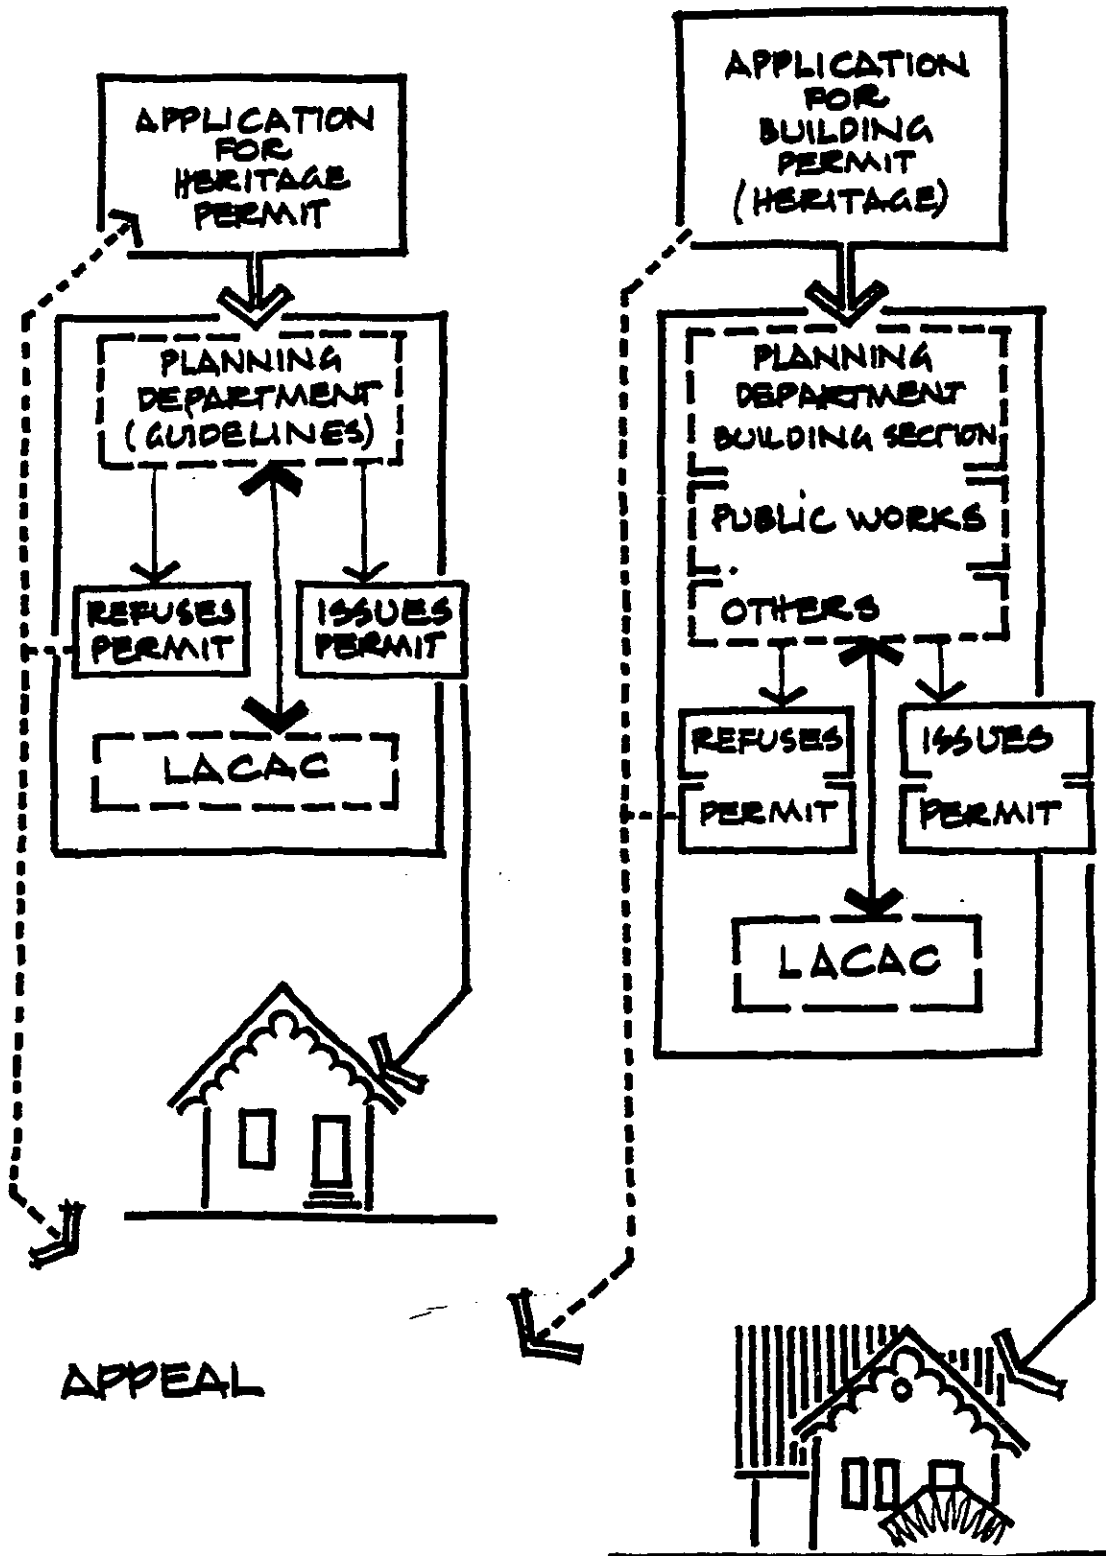 APPLICATION
FOR
HERITAGE
PERMIT
PLANNING
DEPARTMENT
(GUIDELINES)
REFUSES
PERMIT
ISSUES
PERMIT
LACAC
APPEAL
APPLICATION
FOR
BUILDING
PERMIT
(HERITAGE)
PLANNING
DEPARTMENT
BUILDING SECTION
PUBLIC WORKS
OTHERS
REFUSES
PERMIT
ISSUES
PERMIT
LACAC